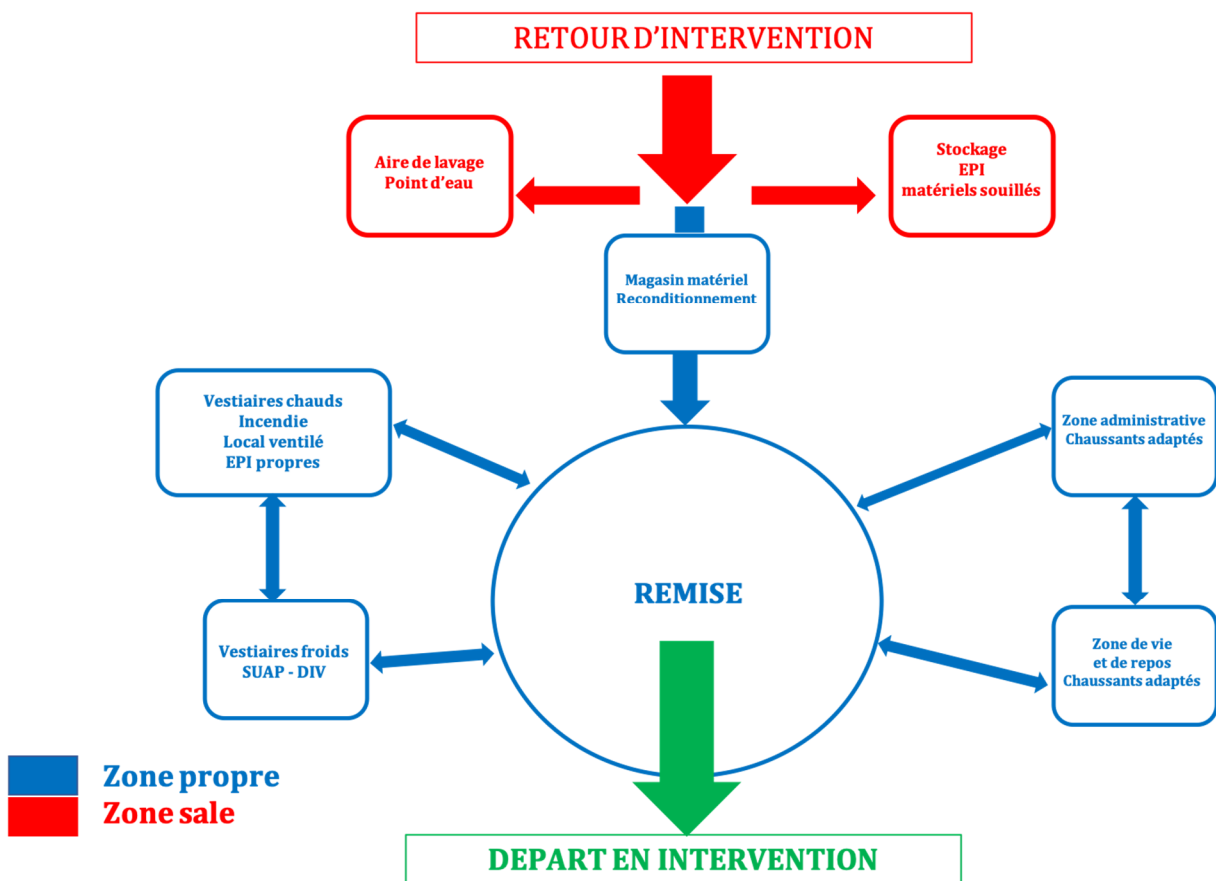 RETOUR D’INTERVENTION
Aire de lavage
Point d’eau
Stockage
EPI
matériels souillés
Magasin matériel
Reconditionnement
Vestiaires chauds
Incendie
Local ventilé
EPI propres
Zone administrative
Chaussants adaptés
REMISE
Vestiaires froids
SUAP - DIV
Zone de vie
et de repos
Chaussants adaptés
Zone propre
Zone sale
DEPART EN INTERVENTION